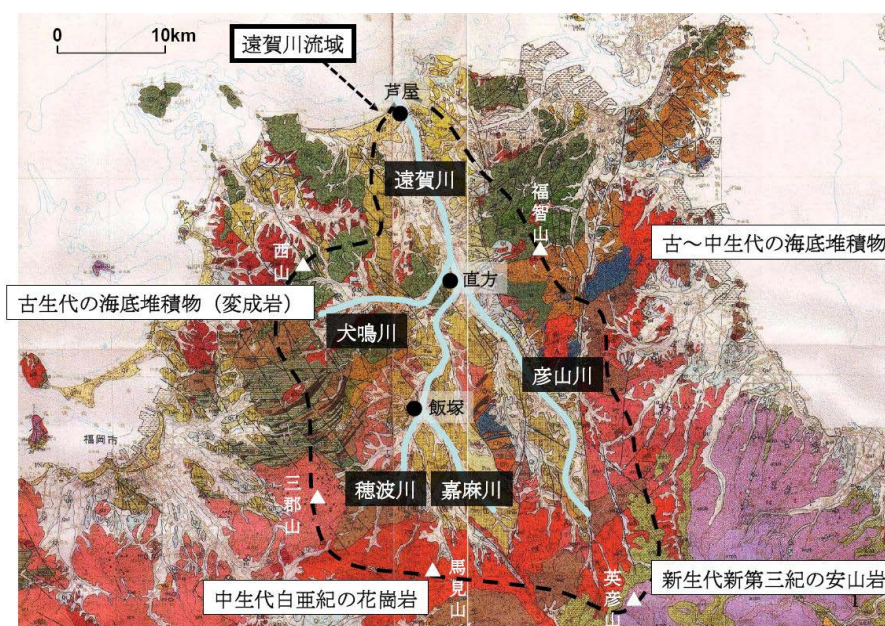 0
10km
遠賀川流域
芦屋
遠賀川
福智山
古～中生代の海底堆積物
西山
直方
古生代の海底堆積物（変成岩）
犬鳴川
彦山川
飯塚
福岡市
三郡山
穂波川
嘉麻川
馬見山
英彦山
新生代新第三紀の安山岩
1
中生代白亜紀の花崗岩